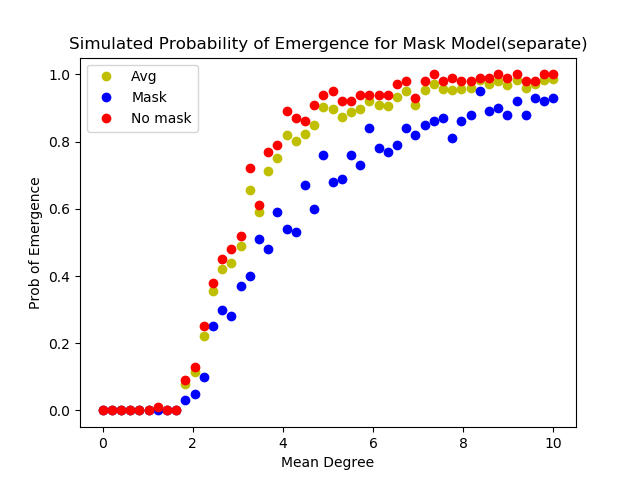 Simulated Probability of Emergence for Mask Model(separate)
Avg
Mask
No mask
1.0
0.8
0.6
0.4
0.2
0.0
Prob of Emergence
0 2 4 6 8 10
Mean Degree